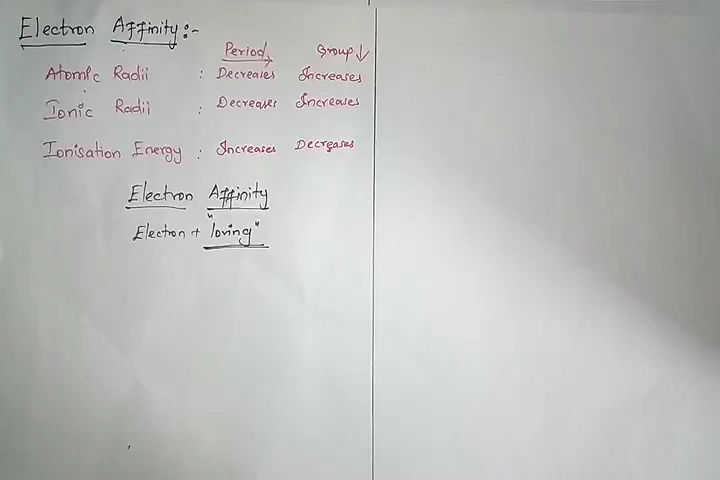 Electron Affinity:-
Period → Group ↓
Atomic Radii : Decreases Increases
Ionic Radii : Decreases Increases
Ionisation Energy : Increases Decreases
Electron Affinity
Electron + "loving"